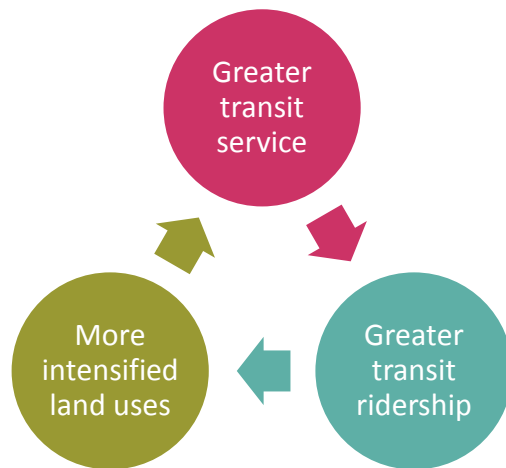 Greater
transit
service
More
intensified
land uses
Greater
transit
ridership